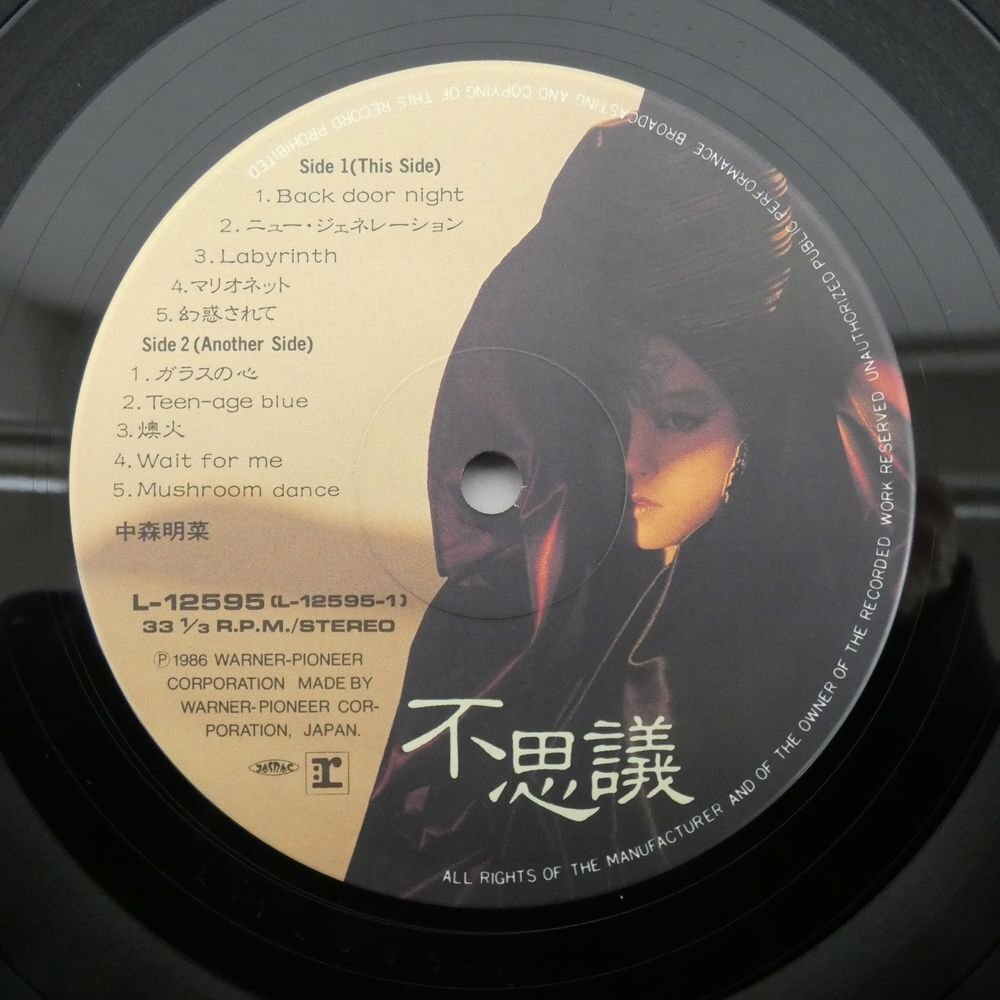 Side 1(This Side)
1. Back door night
2. ニュー・ジェネレーション
3. Labyrinth
4. マリオネット
5. 幻惑されて
Side 2(Another Side)
1. ガラスの心
2. Teen-age blue
3. 燠火
4. Wait for me
5. Mushroom dance
中森明菜
L-12595(L-12595-1)
33 1/3 R.P.M./STEREO
Ⓟ1986 WARNER-PIONEER
CORPORATION MADE BY
WARNER-PIONEER COR-
PORATION, JAPAN.
JASRAC
r
不思議
ALL RIGHTS OF THE MANUFACTURER AND OF THE OWNER OF THE RECORDED WORK RESERVED UNAUTHORIZED PUBLIC PERFORMANCE BROADCASTING AND COPYING OF THIS RECORD PROHIBITED